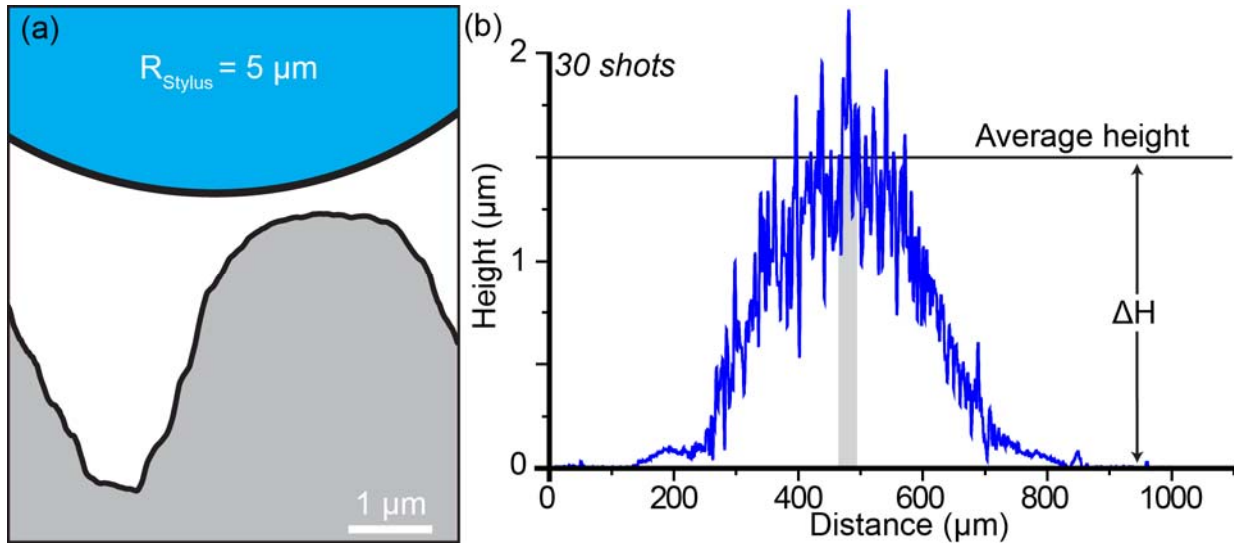 (a)
R_Stylus = 5 µm
1 µm
(b)
30 shots
Average height
ΔH
Height (µm)
2
1
0
0 200 400 600 800 1000
Distance (µm)